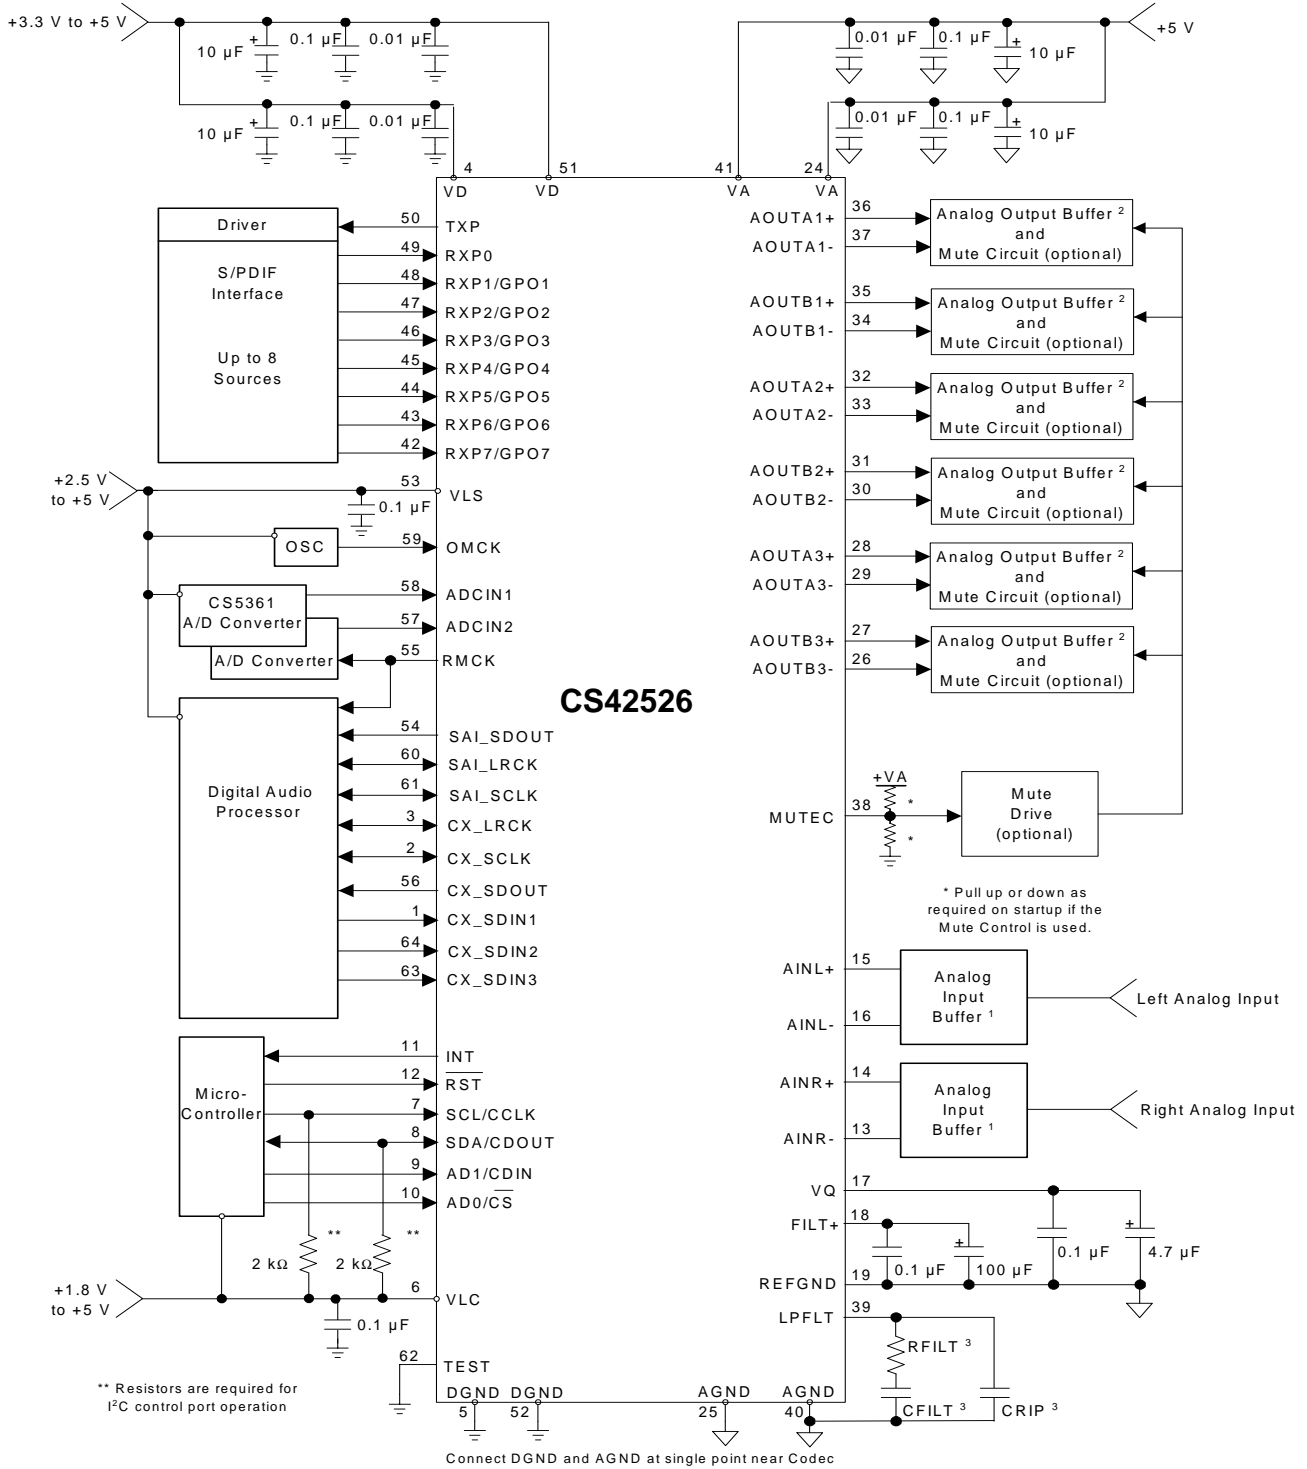 +3.3 V to +5 V
10 µF
+
0.1 µF
0.01 µF
10 µF
+
0.1 µF
0.01 µF
0.01 µF
0.1 µF
+
10 µF
+5 V
0.01 µF
0.1 µF
+
10 µF
4
51
41
24
VD
VD
VA
VA
Driver
S/PDIF
Interface
Up to 8
Sources
50
TXP
49
RXP0
48
RXP1/GPO1
47
RXP2/GPO2
46
RXP3/GPO3
45
RXP4/GPO4
44
RXP5/GPO5
43
RXP6/GPO6
42
RXP7/GPO7
+2.5 V
to +5 V
53
VLS
0.1 µF
OSC
59
OMCK
CS5361
A/D Converter
58
ADCIN1
57
ADCIN2
A/D Converter
55
RMCK
CS42526
Digital Audio
Processor
54
SAI_SDOUT
60
SAI_LRCK
61
SAI_SCLK
3
CX_LRCK
2
CX_SCLK
56
CX_SDOUT
1
CX_SDIN1
64
CX_SDIN2
63
CX_SDIN3
Micro-
Controller
11
INT
12
RST
7
SCL/CCLK
8
SDA/CDOUT
9
AD1/CDIN
10
AD0/CS
2 kΩ
**
2 kΩ
**
+1.8 V
to +5 V
6
VLC
0.1 µF
62
TEST
** Resistors are required for
I²C control port operation
DGND
DGND
AGND
AGND
5
52
25
40
Connect DGND and AGND at single point near Codec
AOUTA1+
36
AOUTA1-
37
Analog Output Buffer ²
and
Mute Circuit (optional)
AOUTB1+
35
AOUTB1-
34
Analog Output Buffer ²
and
Mute Circuit (optional)
AOUTA2+
32
AOUTA2-
33
Analog Output Buffer ²
and
Mute Circuit (optional)
AOUTB2+
31
AOUTB2-
30
Analog Output Buffer ²
and
Mute Circuit (optional)
AOUTA3+
28
AOUTA3-
29
Analog Output Buffer ²
and
Mute Circuit (optional)
AOUTB3+
27
AOUTB3-
26
Analog Output Buffer ²
and
Mute Circuit (optional)
+VA
*
MUTEC
38
*
Mute
Drive
(optional)
* Pull up or down as
required on startup if the
Mute Control is used.
AINL+
15
AINL-
16
Analog
Input
Buffer ¹
Left Analog Input
AINR+
14
AINR-
13
Analog
Input
Buffer ¹
Right Analog Input
VQ
17
FILT+
18
0.1 µF
+
100 µF
0.1 µF
+
4.7 µF
REFGND
19
LPFLT
39
RFILT ³
CFILT ³
CRIP ³